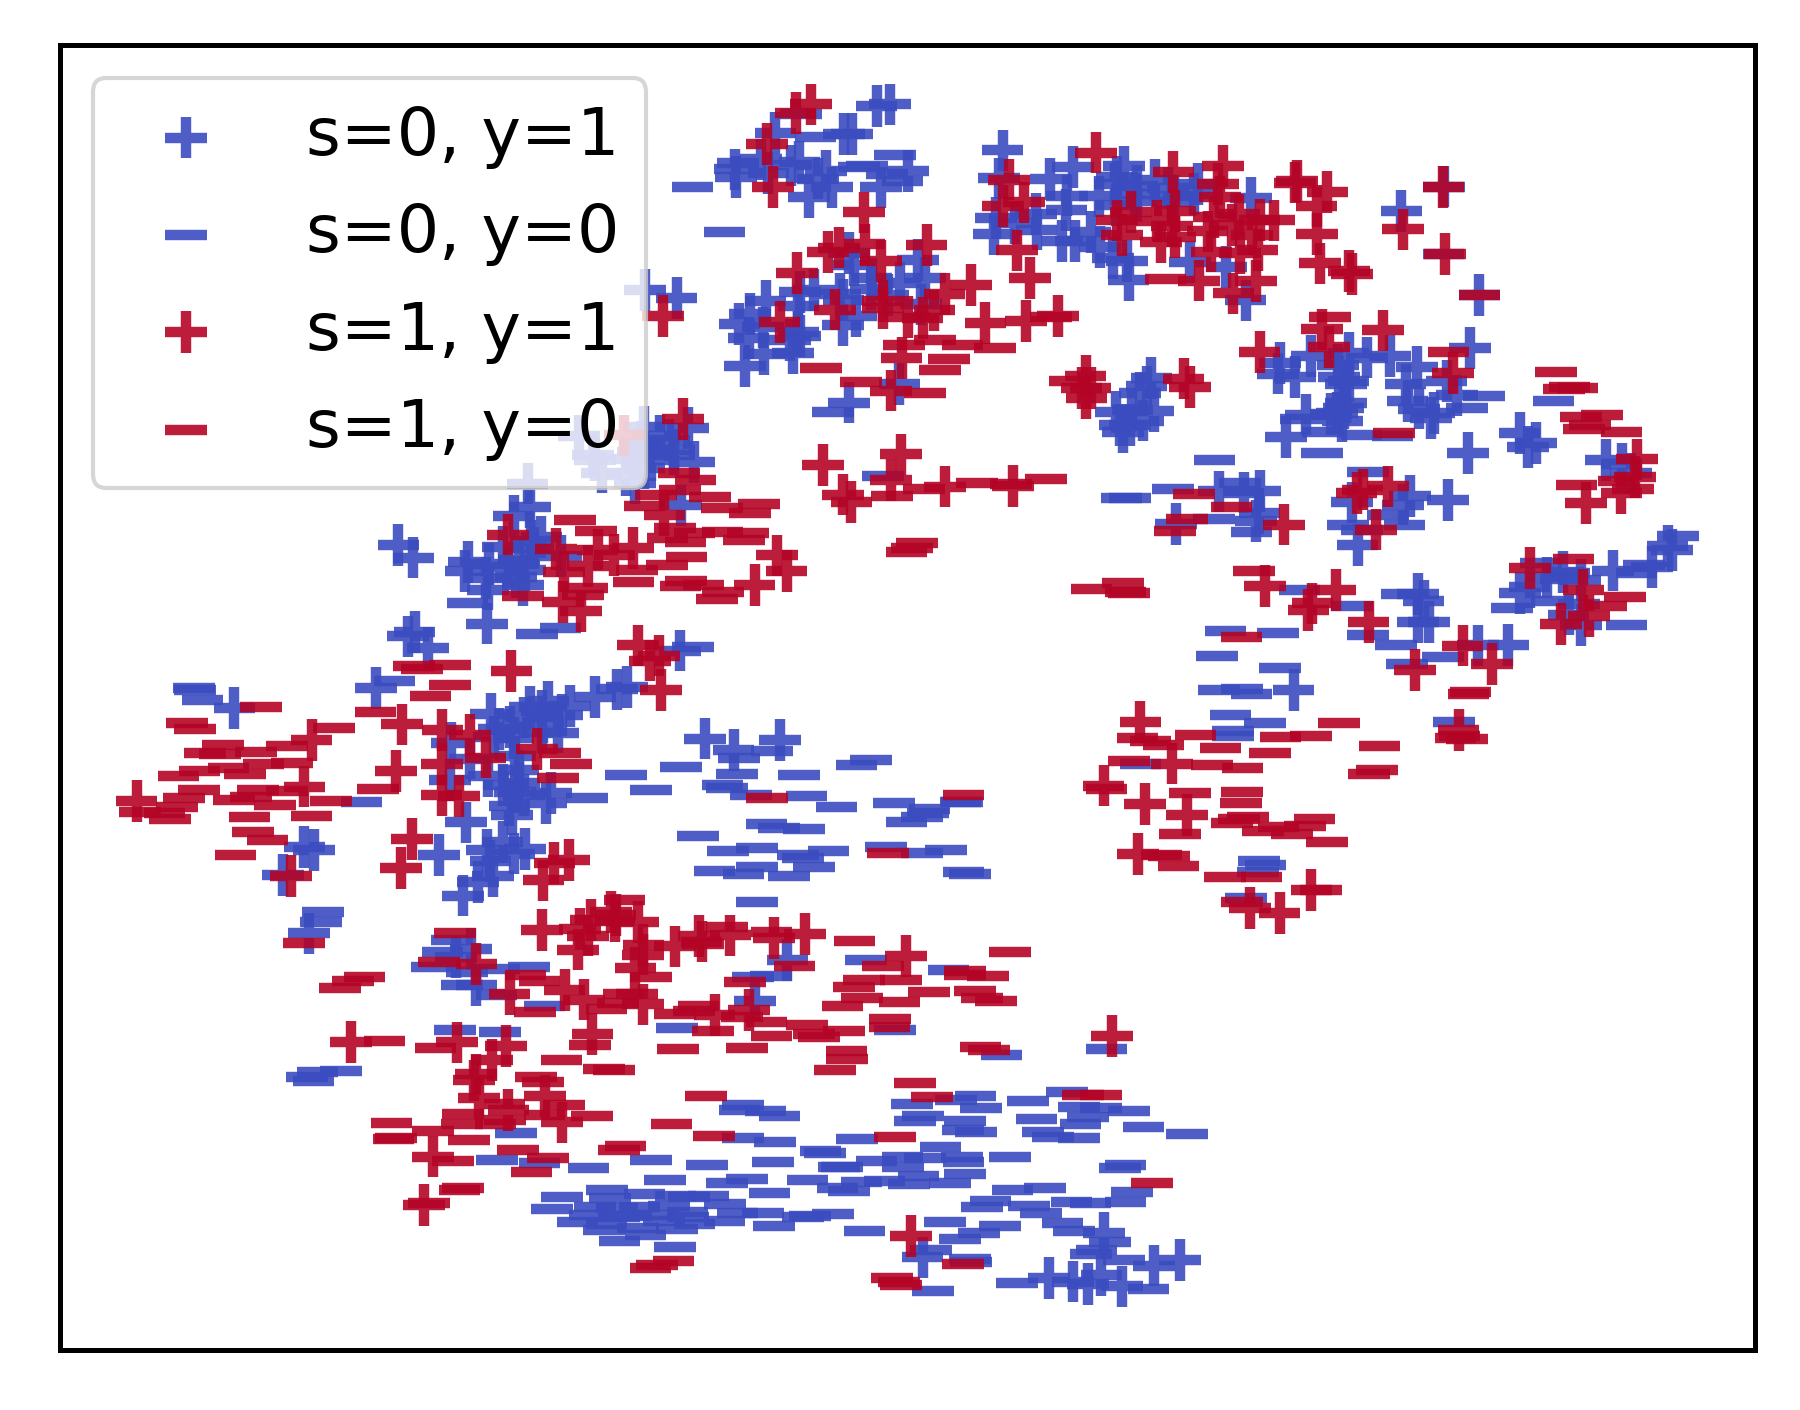 s=0, y=1
s=0, y=0
s=1, y=1
s=1, y=0